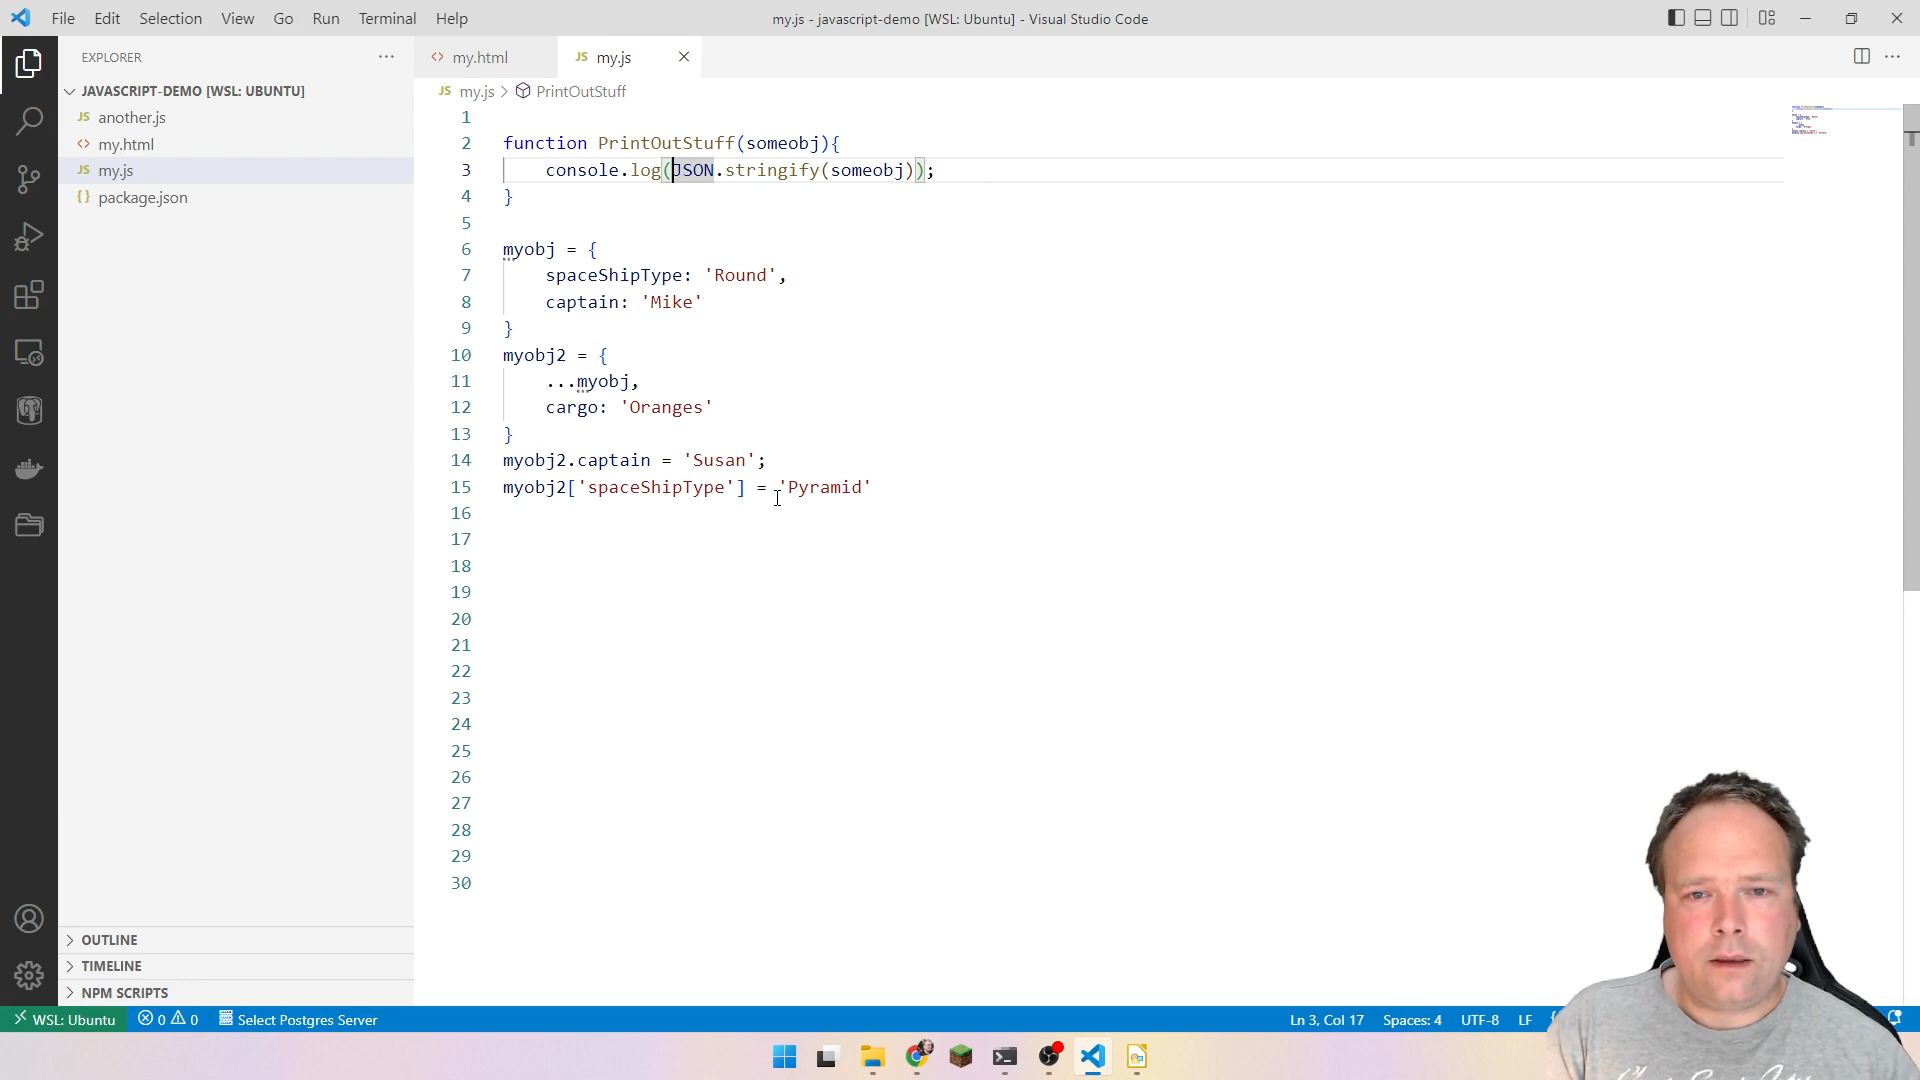 File Edit Selection View Go Run Terminal Help
my.js - javascript-demo [WSL: Ubuntu] - Visual Studio Code
EXPLORER
JAVASCRIPT-DEMO [WSL: UBUNTU]
JS another.js
<> my.html
JS my.js
{} package.json
OUTLINE
TIMELINE
NPM SCRIPTS
<> my.html
JS my.js
JS my.js > PrintOutStuff
1
2 function PrintOutStuff(someobj){
3 console.log(JSON.stringify(someobj));
4 }
5
6 myobj = {
7 spaceShipType: 'Round',
8 captain: 'Mike'
9 }
10 myobj2 = {
11 ...myobj,
12 cargo: 'Oranges'
13 }
14 myobj2.captain = 'Susan';
15 myobj2['spaceShipType'] = 'Pyramid'
16
17
18
19
20
21
22
23
24
25
26
27
28
29
30
WSL: Ubuntu 0 0 Select Postgres Server
Ln 3, Col 17 Spaces: 4 UTF-8 LF